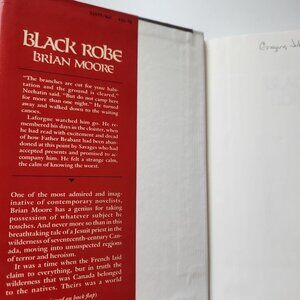 BLACK ROBE
BRIAN MOORE
"The branches are cut for your habi-
tation and the ground is cleared,"
Neehatin said. "But do not camp here
for more than one night." He turned
and walked down to the waiting
canoes.
Laforgue watched him go. He re-
membered his days in the cloister, when
he had read with excitement and dread
of how Father Brabant had been aban-
doned at this point by Savages who had
accepted presents and promised to ac-
company him. He felt a strange calm,
the calm of knowing the worst.
One of the most admired and imag-
inative of contemporary novelists,
Brian Moore has a genius for taking
possession of whatever subject he
touches. And never more so than in this
breathtaking tale of a Jesuit priest in the
wilderness of seventeenth-century Can-
ada, moving into unsuspected regions
of terror and heroism.
It was a time when the French laid
claim to everything, but in truth the
wilderness that was Canada belonged
to the natives. Theirs was a world
on back flap)